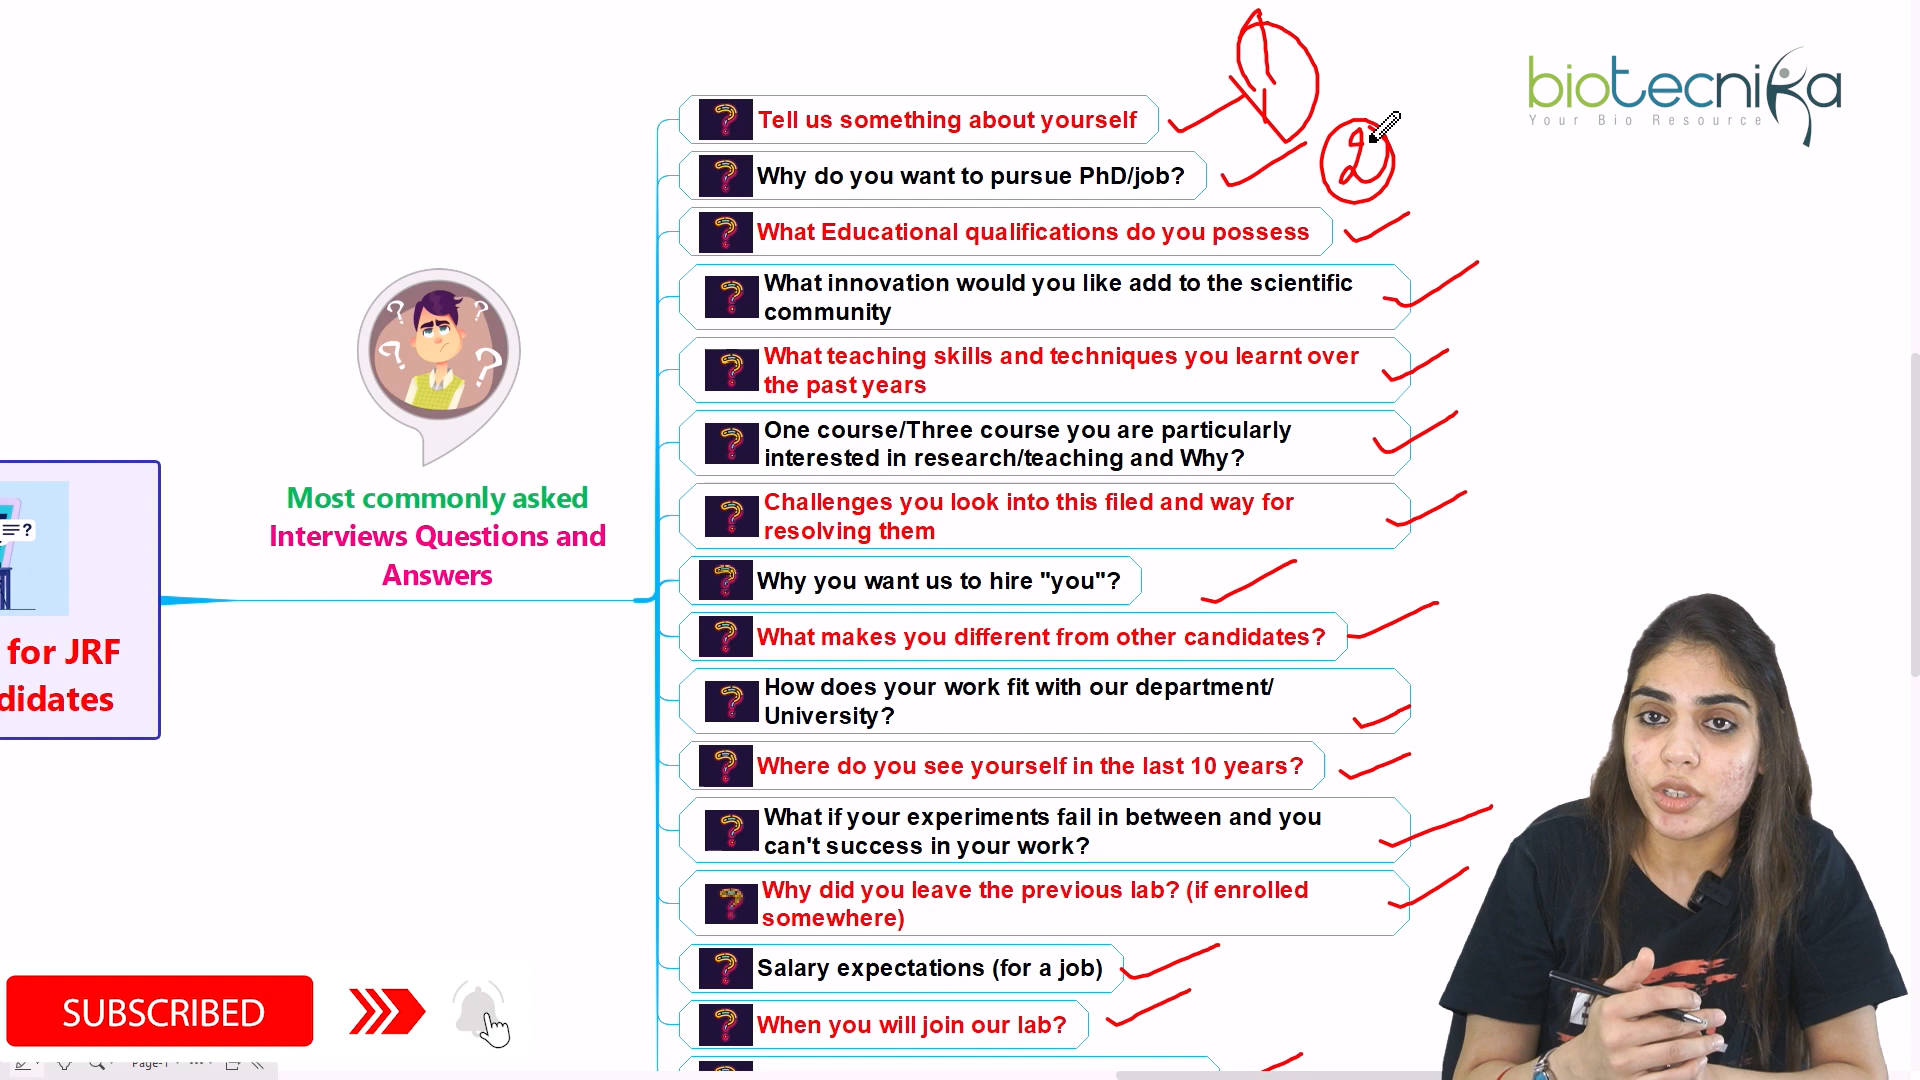 biotecnika
Your Bio Resource
1
2
Tell us something about yourself
Why do you want to pursue PhD/job?
What Educational qualifications do you possess
What innovation would you like add to the scientific
community
What teaching skills and techniques you learnt over
the past years
One course/Three course you are particularly
interested in research/teaching and Why?
Challenges you look into this filed and way for
resolving them
Why you want us to hire "you"?
What makes you different from other candidates?
How does your work fit with our department/
University?
Where do you see yourself in the last 10 years?
What if your experiments fail in between and you
can't success in your work?
Why did you leave the previous lab? (if enrolled
somewhere)
Salary expectations (for a job)
When you will join our lab?
Most commonly asked
Interviews Questions and
Answers
for JRF
didates
SUBSCRIBED
Page-1